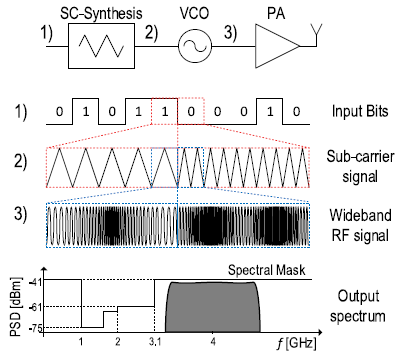 SC-Synthesis VCO PA
1) 2) 3)
1) 0 1 0 1 1 0 0 0 1 0 Input Bits
2) Sub-carrier
signal
3) Wideband
RF signal
PSD [dBm]
-41
-61
-75
Spectral Mask
Output
spectrum
1 2 3.1 4 f [GHz]